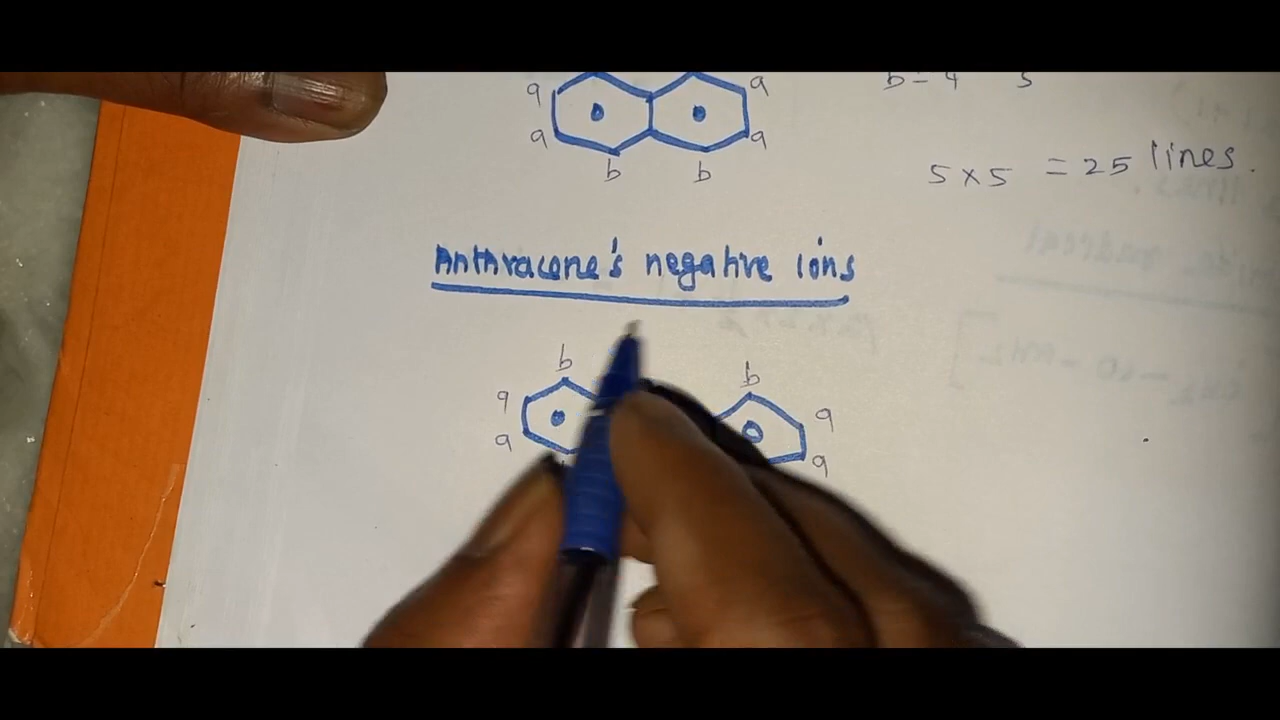 a a
b = 4 5
a a
b b
5 × 5 = 25 lines.
Anthracene's negative ions
b b
a a
a a